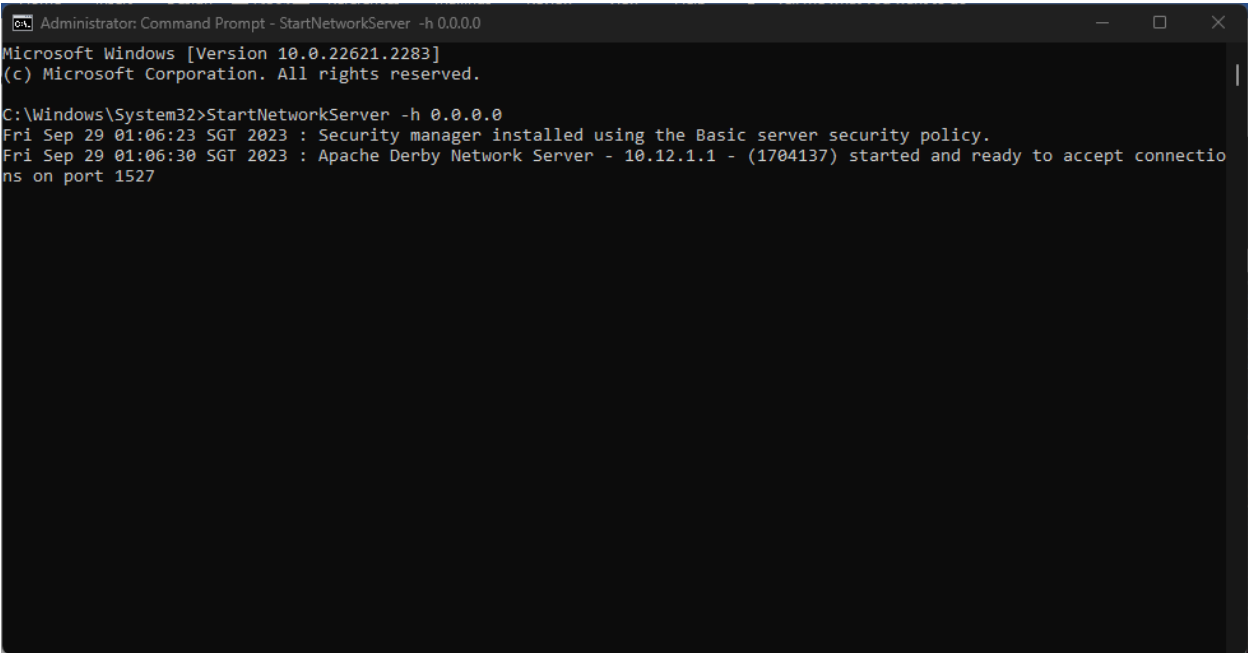 Administrator: Command Prompt - StartNetworkServer -h 0.0.0.0
Microsoft Windows [Version 10.0.22621.2283]
(c) Microsoft Corporation. All rights reserved.
C:\Windows\System32>StartNetworkServer -h 0.0.0.0
Fri Sep 29 01:06:23 SGT 2023 : Security manager installed using the Basic server security policy.
Fri Sep 29 01:06:30 SGT 2023 : Apache Derby Network Server - 10.12.1.1 - (1704137) started and ready to accept connectio
ns on port 1527